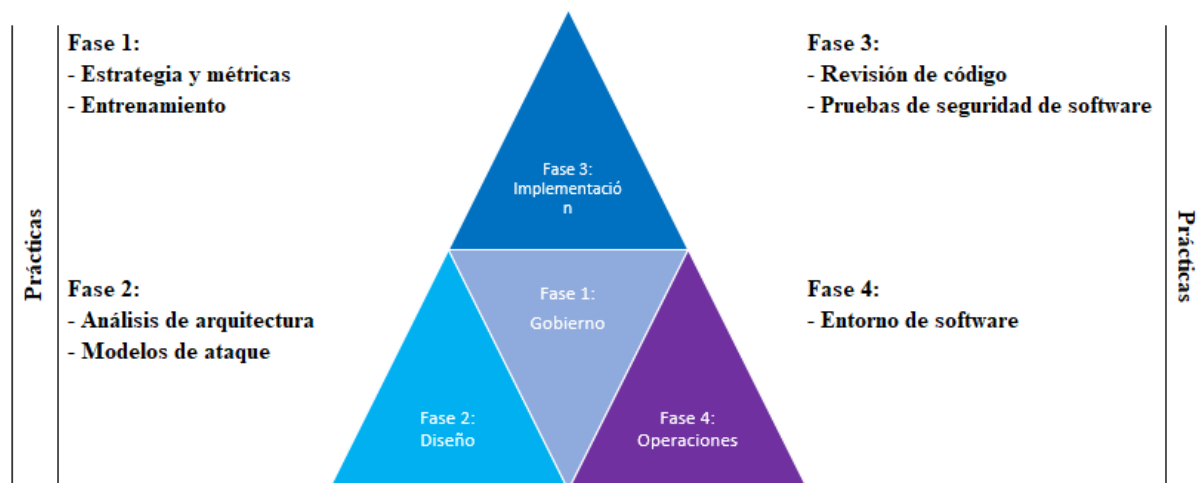 Prácticas
Fase 1:
- Estrategia y métricas
- Entrenamiento
Fase 2:
- Análisis de arquitectura
- Modelos de ataque
Fase 3:
Implementació
n
Fase 1:
Gobierno
Fase 2:
Diseño
Fase 4:
Operaciones
Fase 3:
- Revisión de código
- Pruebas de seguridad de software
Fase 4:
- Entorno de software
Prácticas